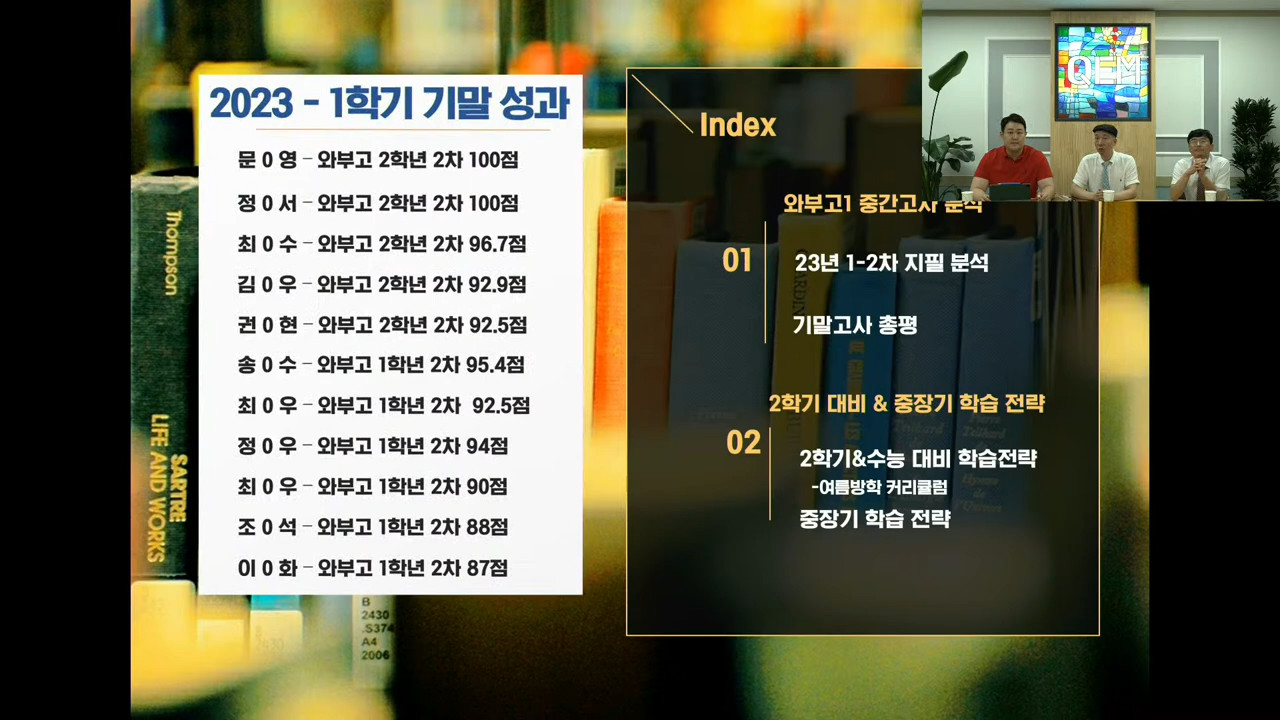 2023 - 1학기 기말 성과
문 0 영 - 와부고 2학년 2차 100점
정 0 서 - 와부고 2학년 2차 100점
최 0 수 - 와부고 2학년 2차 96.7점
김 0 우 - 와부고 2학년 2차 92.9점
권 0 현 - 와부고 2학년 2차 92.5점
송 0 수 - 와부고 1학년 2차 95.4점
최 0 우 - 와부고 1학년 2차 92.5점
정 0 우 - 와부고 1학년 2차 94점
최 0 우 - 와부고 1학년 2차 90점
조 0 석 - 와부고 1학년 2차 88점
이 0 화 - 와부고 1학년 2차 87점
Index
와부고1 중간고사 분석
01
23년 1-2차 지필 분석
기말고사 총평
2학기 대비 & 중장기 학습 전략
02
2학기&수능 대비 학습전략
-여름방학 커리큘럼
중장기 학습 전략
QEM
Thompson
SARTRE
LIFE AND WORKS
B
2430
.S374
A4
2006